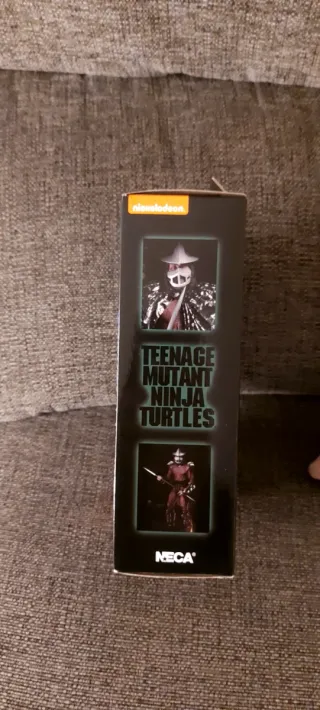 nickelodeon
TEENAGE
MUTANT
NINJA
TURTLES
NECA®